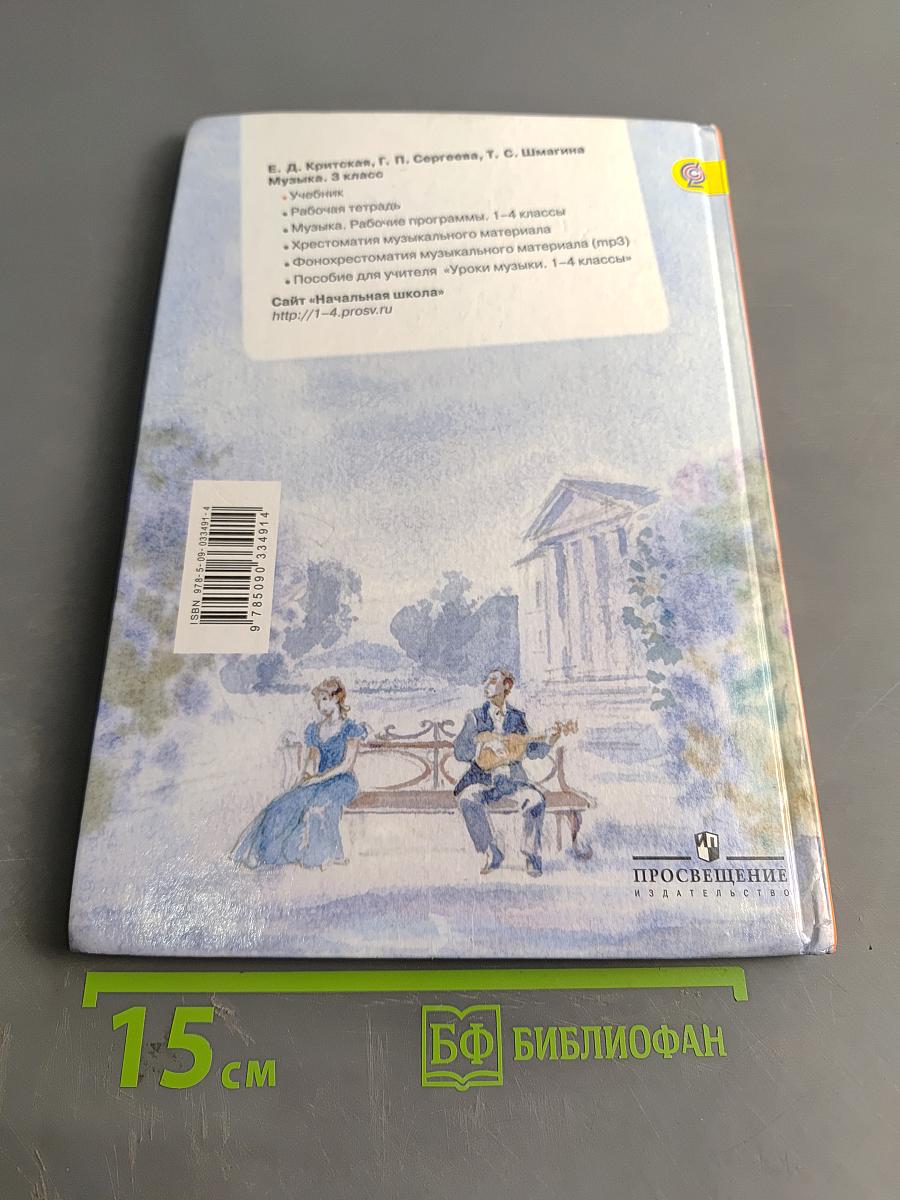 Е. Д. Критская, Г. П. Сергеева, Т. С. Шмагина
Музыка. 3 класс
• Учебник
• Рабочая тетрадь
• Музыка. Рабочие программы. 1–4 классы
• Хрестоматия музыкального материала
• Фонохрестоматия музыкального материала (mp3)
• Пособие для учителя «Уроки музыки. 1–4 классы»
Сайт «Начальная школа»
http://1–4.prosv.ru
ISBN 978-5-09-033491-4
9 785090 334914
ИП
ПРОСВЕЩЕНИЕ
ИЗДАТЕЛЬСТВО
15 см
БФ БИБЛИОФАН